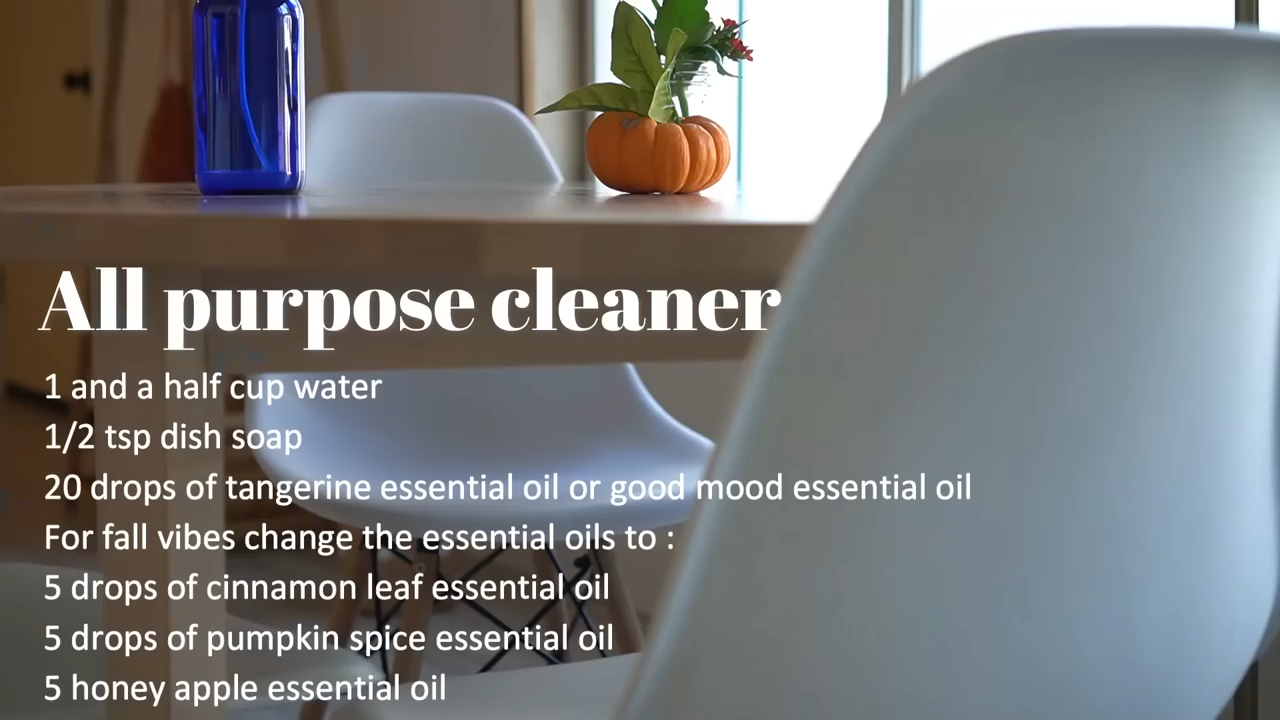 All purpose cleaner
1 and a half cup water
1/2 tsp dish soap
20 drops of tangerine essential oil or good mood essential oil
For fall vibes change the essential oils to :
5 drops of cinnamon leaf essential oil
5 drops of pumpkin spice essential oil
5 honey apple essential oil